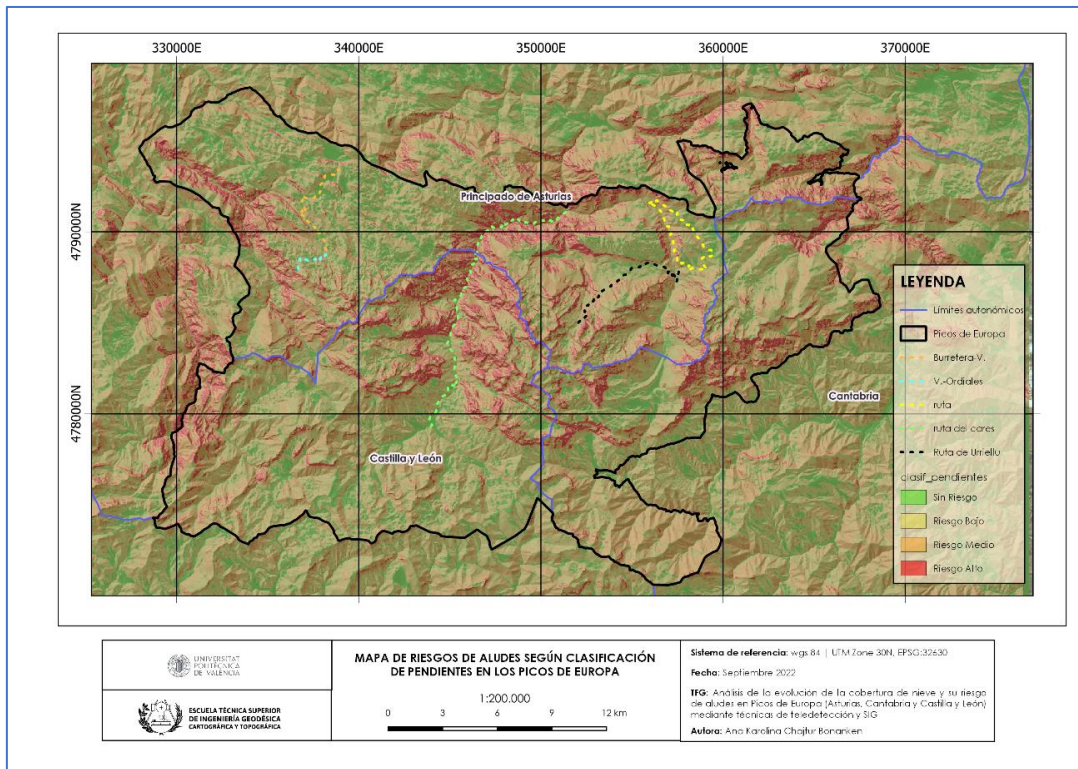 330000E 340000E 350000E 360000E 370000E
4790000N
4780000N
Principado de Asturias
Cantabria
Castilla y León
LEYENDA
Límites autonómicos
Picos de Europa
Burretera-V.
V.-Ordiales
ruta
ruta del cares
Ruta de Urriellu
clasif_pendientes
Sin Riesgo
Riesgo Bajo
Riesgo Medio
Riesgo Alto
UNIVERSITAT
POLITÈCNICA
DE VALÈNCIA
ESCUELA TÉCNICA SUPERIOR
DE INGENIERÍA GEODÉSICA
CARTOGRÁFICA Y TOPOGRÁFICA
MAPA DE RIESGOS DE ALUDES SEGÚN CLASIFICACIÓN
DE PENDIENTES EN LOS PICOS DE EUROPA
1:200.000
0 3 6 9 12 km
Sistema de referencia: wgs 84 | UTM Zone 30N, EPSG:32630
Fecha: Septiembre 2022
TFG: Análisis de la evolución de la cobertura de nieve y su riesgo
de aludes en Picos de Europa (Asturias, Cantabria y Castilla y León)
mediante técnicas de teledetección y SIG
Autora: Ana Karolina Chajtur Bonanken